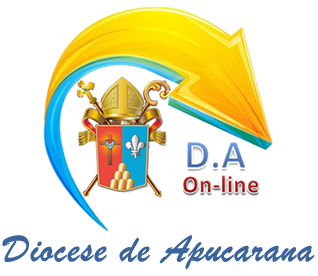 D.A
On-line
Diocese de Apucarana